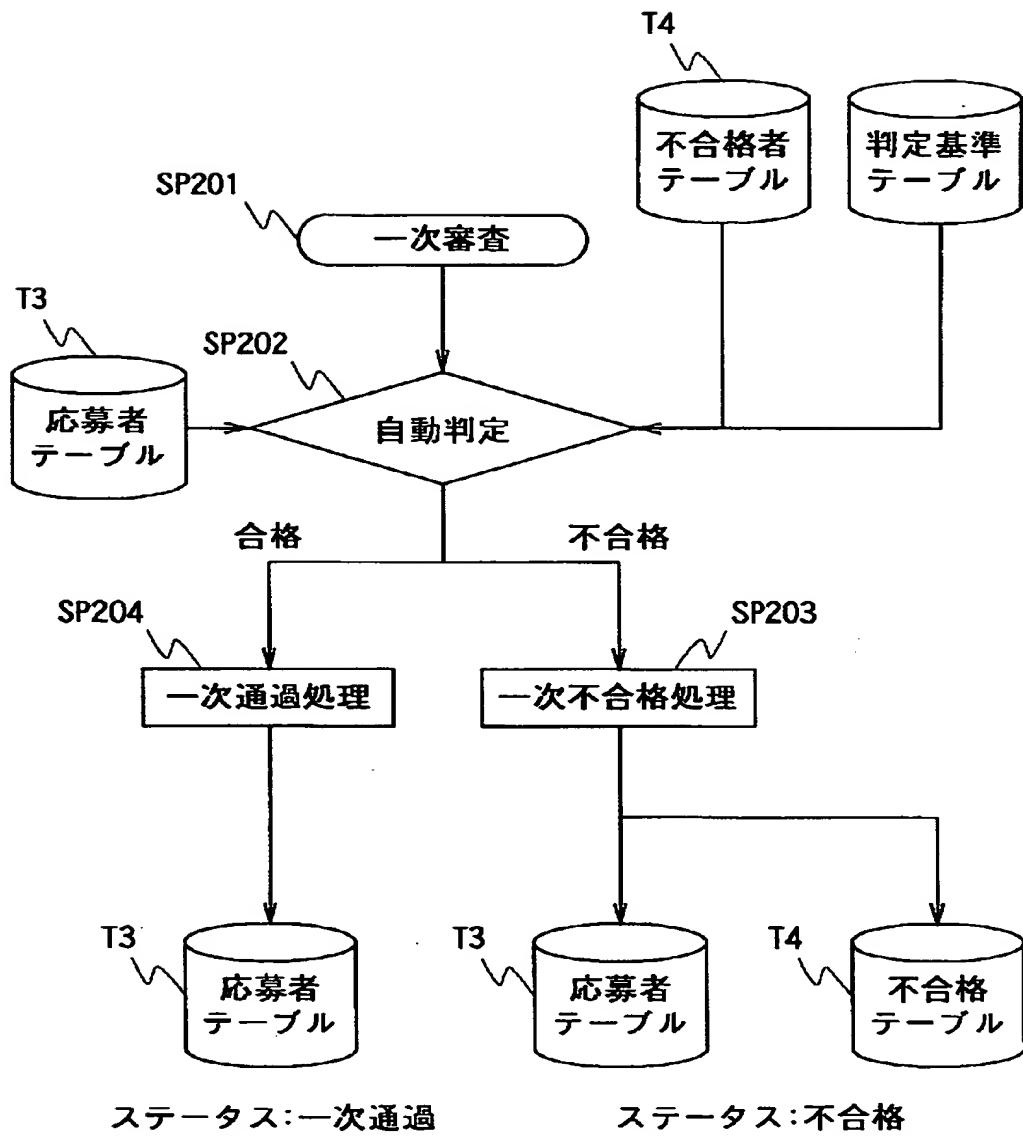 T4
不合格者
テーブル
判定基準
テーブル
SP201
一次審査
T3
応募者
テーブル
SP202
自動判定
合格
不合格
SP204
一次通過処理
SP203
一次不合格処理
T3
応募者
テーブル
T3
応募者
テーブル
T4
不合格
テーブル
ステータス:一次通過
ステータス:不合格